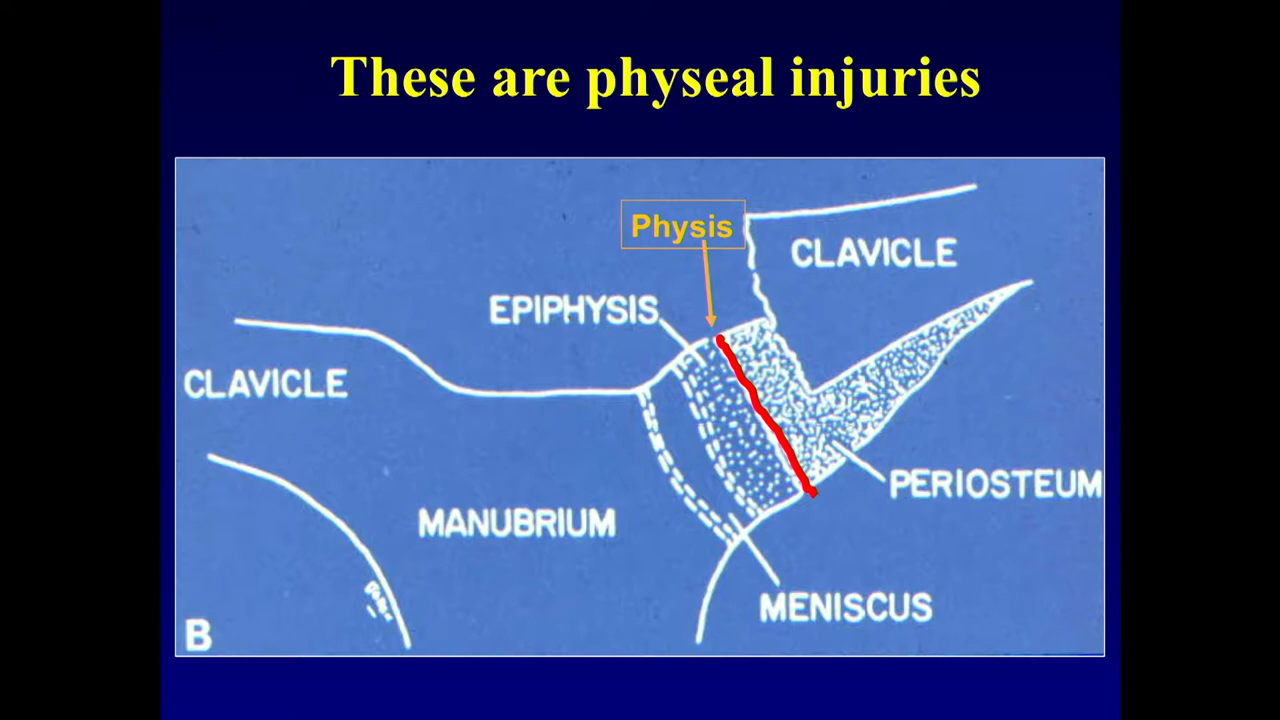 These are physeal injuries
Physis
CLAVICLE
EPIPHYSIS
CLAVICLE
PERIOSTEUM
MANUBRIUM
MENISCUS
B